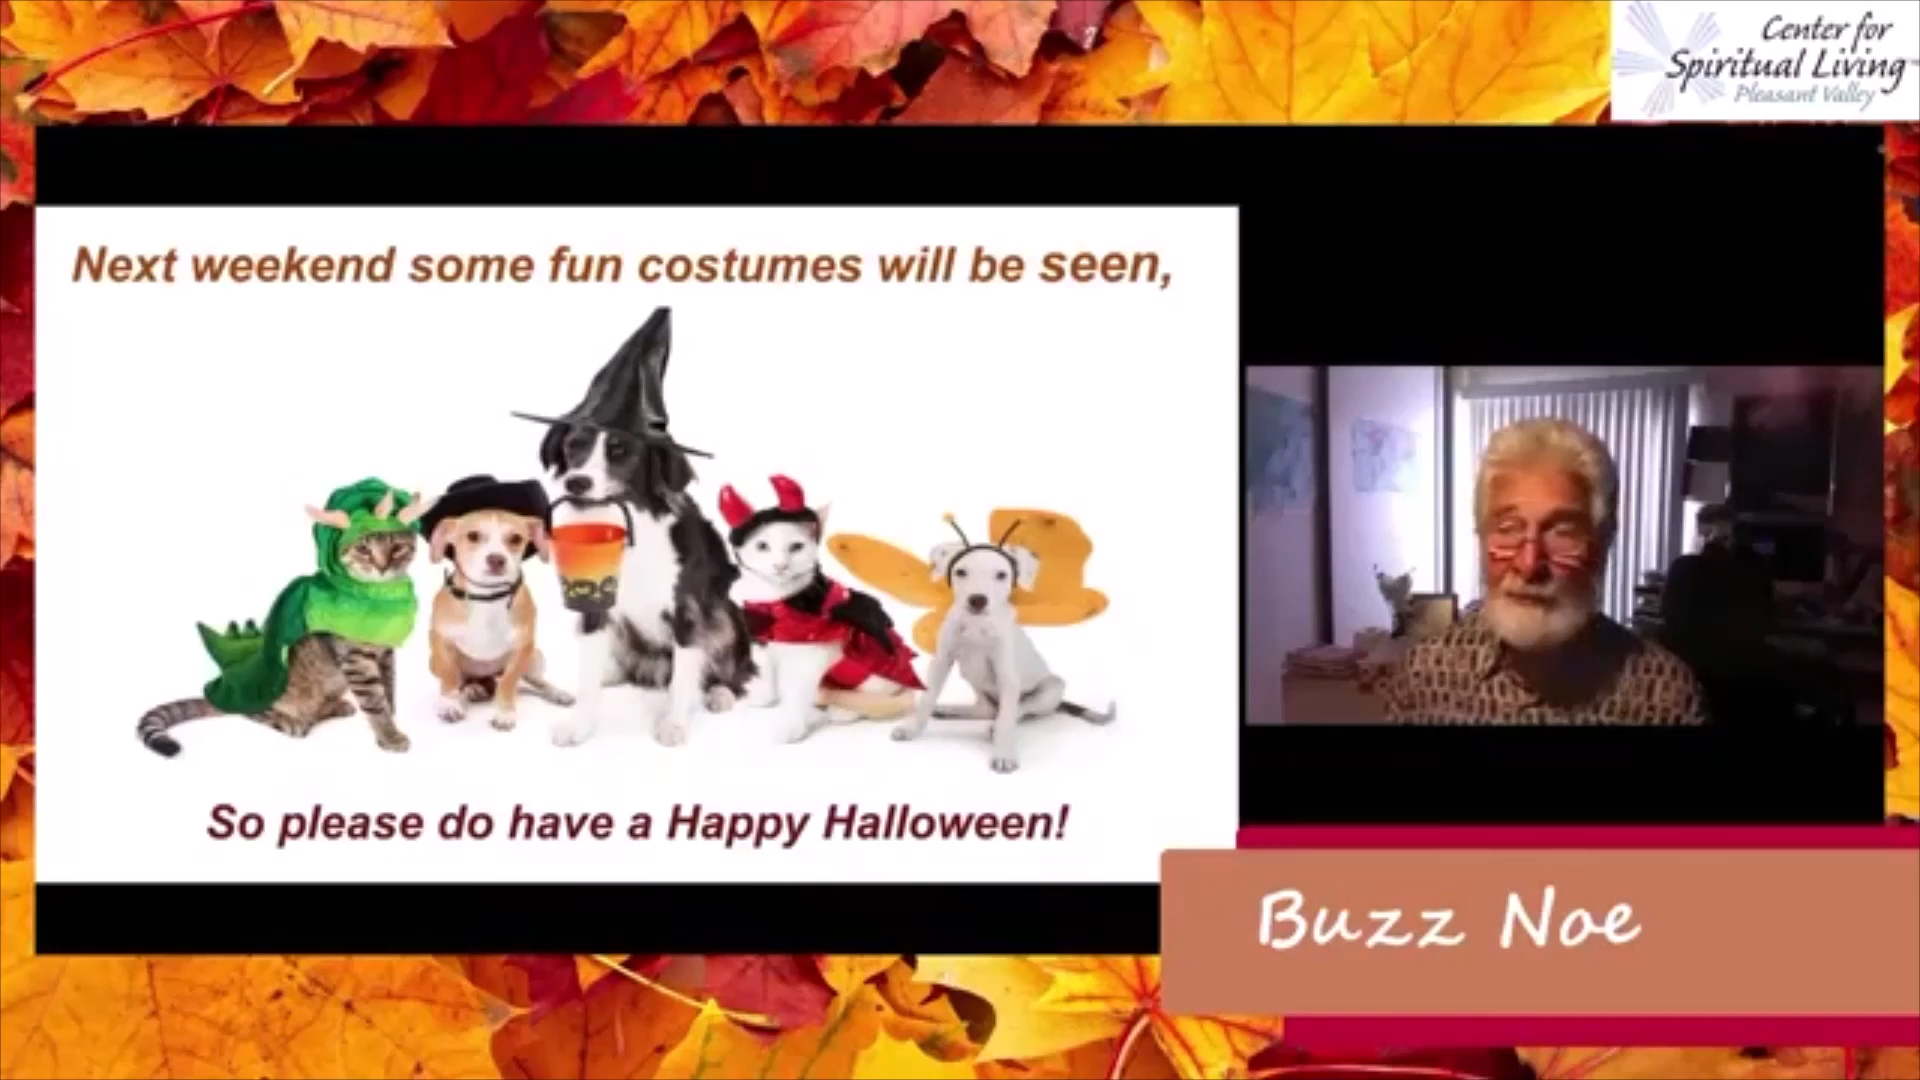 Center for
Spiritual Living
Pleasant Valley
Next weekend some fun costumes will be seen,
So please do have a Happy Halloween!
Buzz Noe